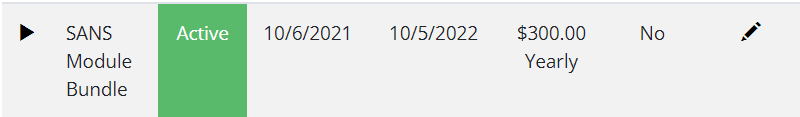 SANS Module Bundle
Active
10/6/2021
10/5/2022
$300.00 Yearly
No